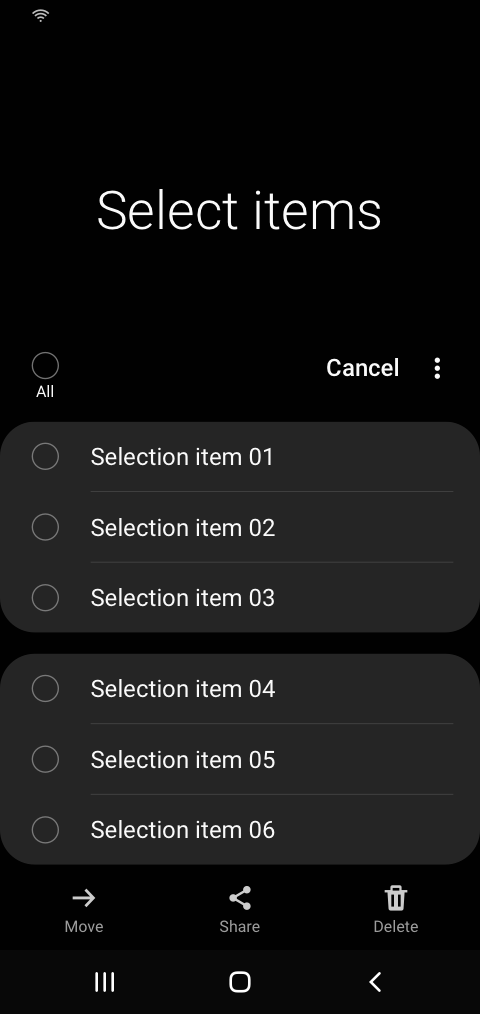 Select items
All
Cancel
Selection item 01
Selection item 02
Selection item 03
Selection item 04
Selection item 05
Selection item 06
Move
Share
Delete